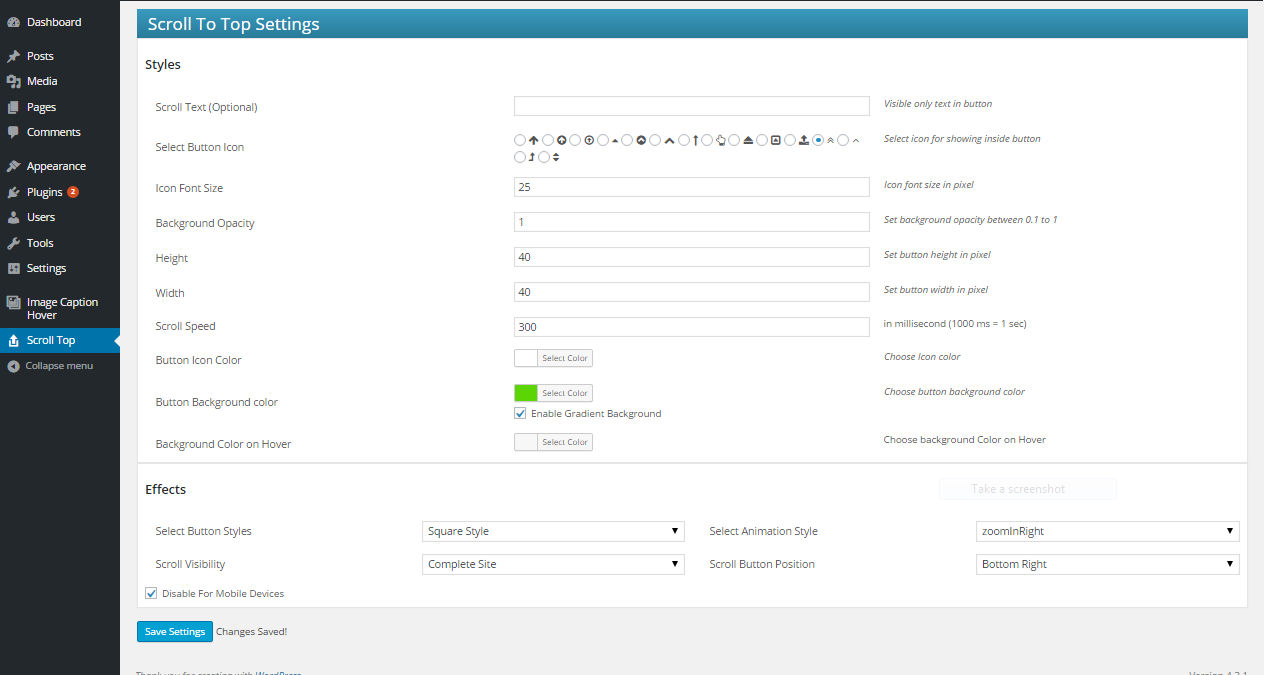 Dashboard
Posts
Media
Pages
Comments
Appearance
Plugins 2
Users
Tools
Settings
Image Caption
Hover
Scroll Top
Collapse menu
Scroll To Top Settings
Styles
Scroll Text (Optional)
Visible only text in button
Select Button Icon
Select icon for showing inside button
Icon Font Size
25
Icon font size in pixel
Background Opacity
1
Set background opacity between 0.1 to 1
Height
40
Set button height in pixel
Width
40
Set button width in pixel
Scroll Speed
300
in millisecond (1000 ms = 1 sec)
Button Icon Color
Select Color
Choose Icon color
Button Background color
Select Color
Choose button background color
Enable Gradient Background
Background Color on Hover
Select Color
Choose background Color on Hover
Effects
Take a screenshot
Select Button Styles
Square Style
Select Animation Style
zoomInRight
Scroll Visibility
Complete Site
Scroll Button Position
Bottom Right
Disable For Mobile Devices
Save Settings Changes Saved!
Thank you for creating with WordPress
Version 4.2.1